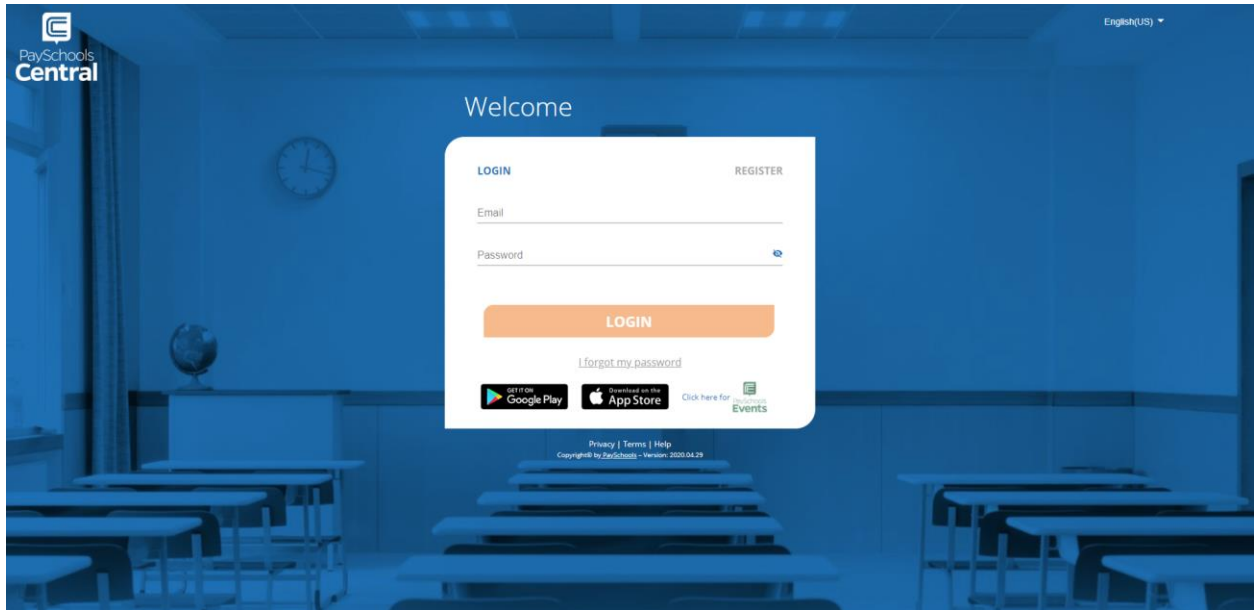 PaySchools
Central
English(US)
Welcome
LOGIN
REGISTER
Email
Password
LOGIN
I forgot my password
GET IT ON
Google Play
Download on the
App Store
Click here for
PaySchools
Events
Privacy | Terms | Help
Copyright© by PaySchools – Version: 2020.04.29